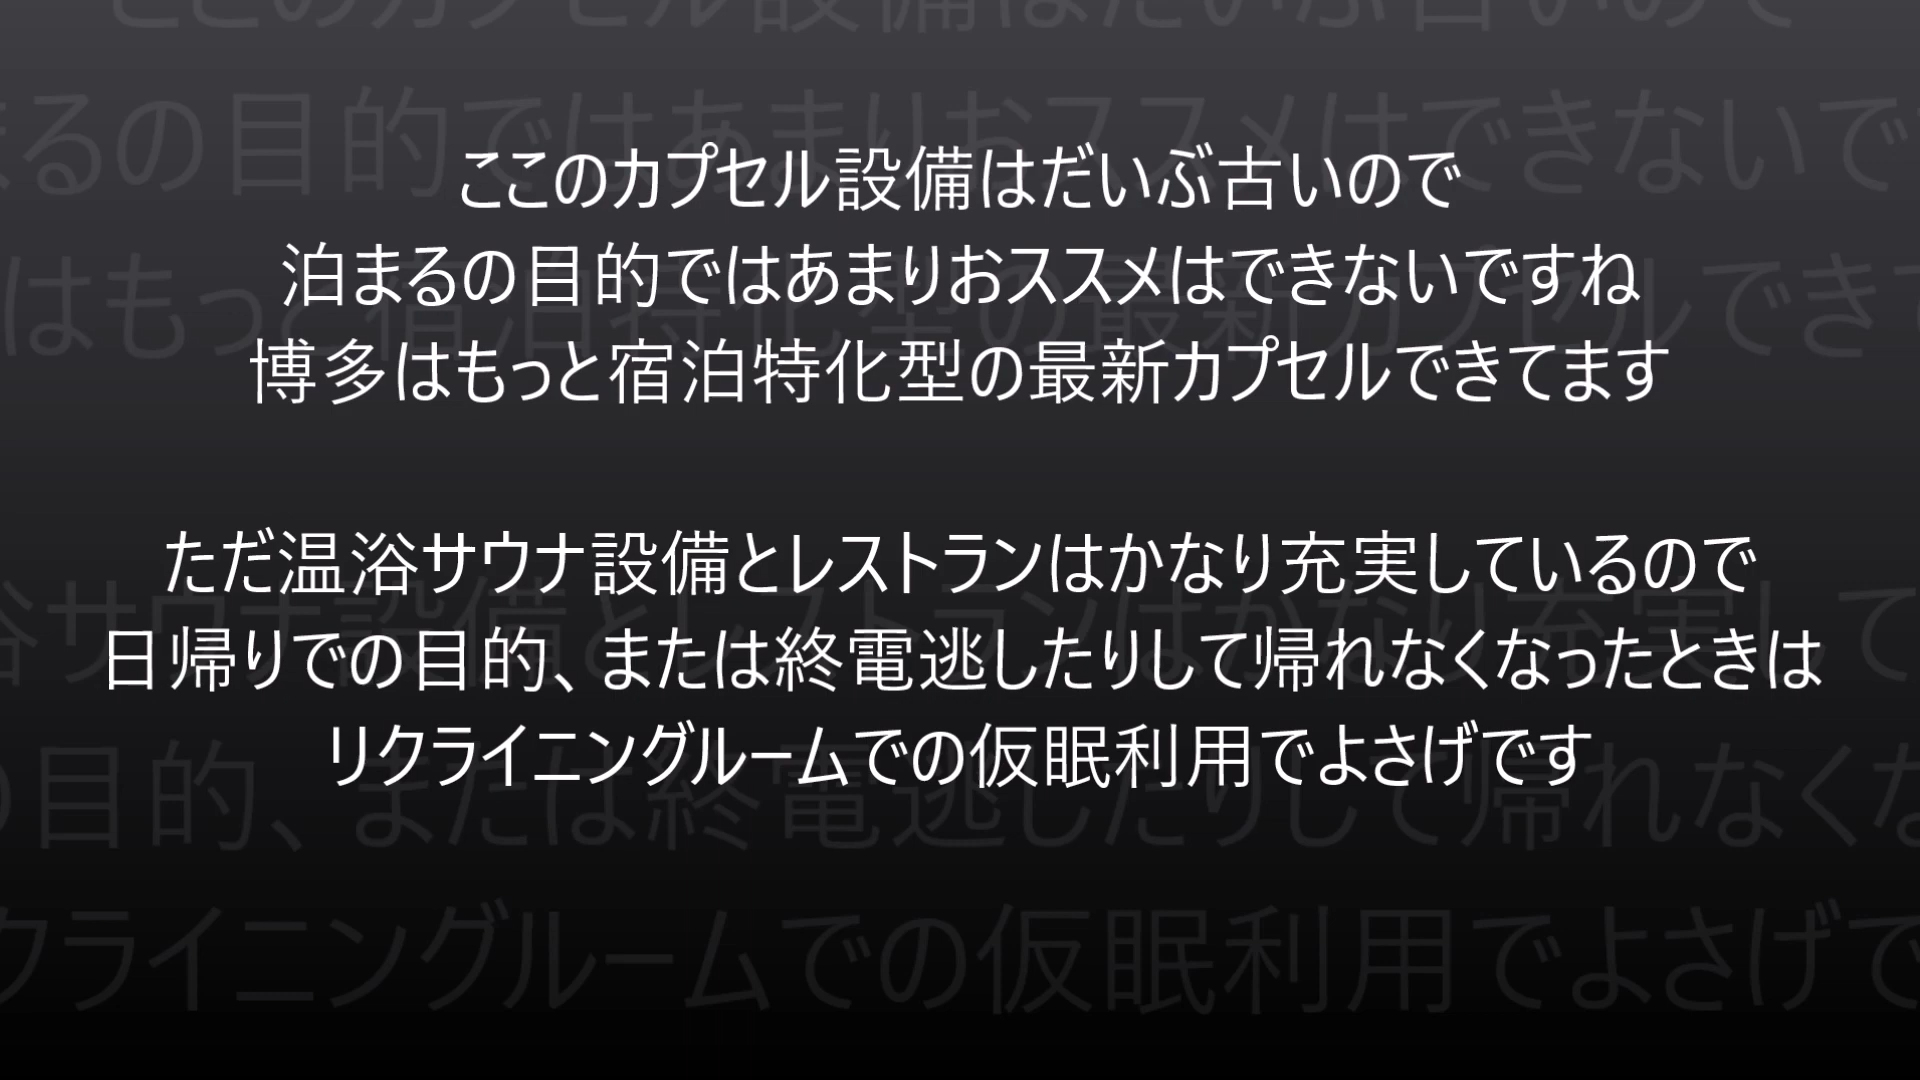 ここのカプセル設備はだいぶ古いので
泊まるの目的ではあまりおススメはできないですね
博多はもっと宿泊特化型の最新カプセルできてます
ただ温浴サウナ設備とレストランはかなり充実しているので
日帰りでの目的、または終電逃したりして帰れなくなったときは
リクライニングルームでの仮眠利用でよさげです